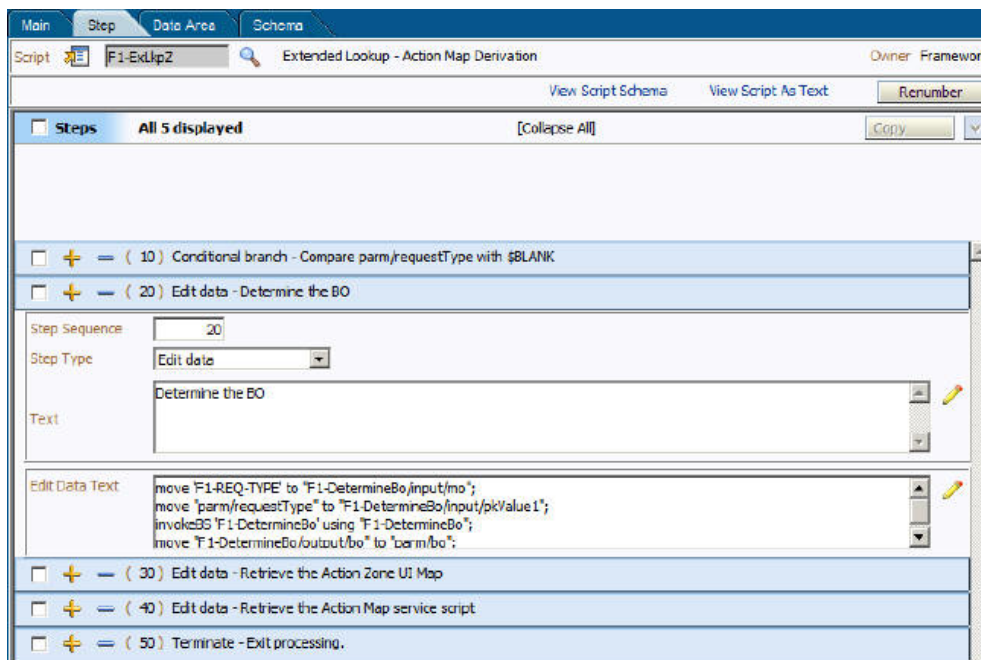 Main Step Data Area Schema
Script F1-ExLkpZ Extended Lookup - Action Map Derivation Owner Framewor
View Script Schema View Script As Text Renumber
Steps All 5 displayed [Collapse All] Copy
( 10 ) Conditional branch - Compare parm/requestType with $BLANK
( 20 ) Edit data - Determine the BO
Step Sequence 20
Step Type Edit data
Text Determine the BO
Edit Data Text move 'F1-REQ-TYPE' to "F1-DetermineBo/input/mo";
move "parm/requestType" to "F1-DetermineBo/input/pkValue1";
invokeBS 'F1-DetermineBo' using "F1-DetermineBo";
move "F1-DetermineBo/output/bo" to "parm/bo";
( 30 ) Edit data - Retrieve the Action Zone UI Map
( 40 ) Edit data - Retrieve the Action Map service script
( 50 ) Terminate - Exit processing.